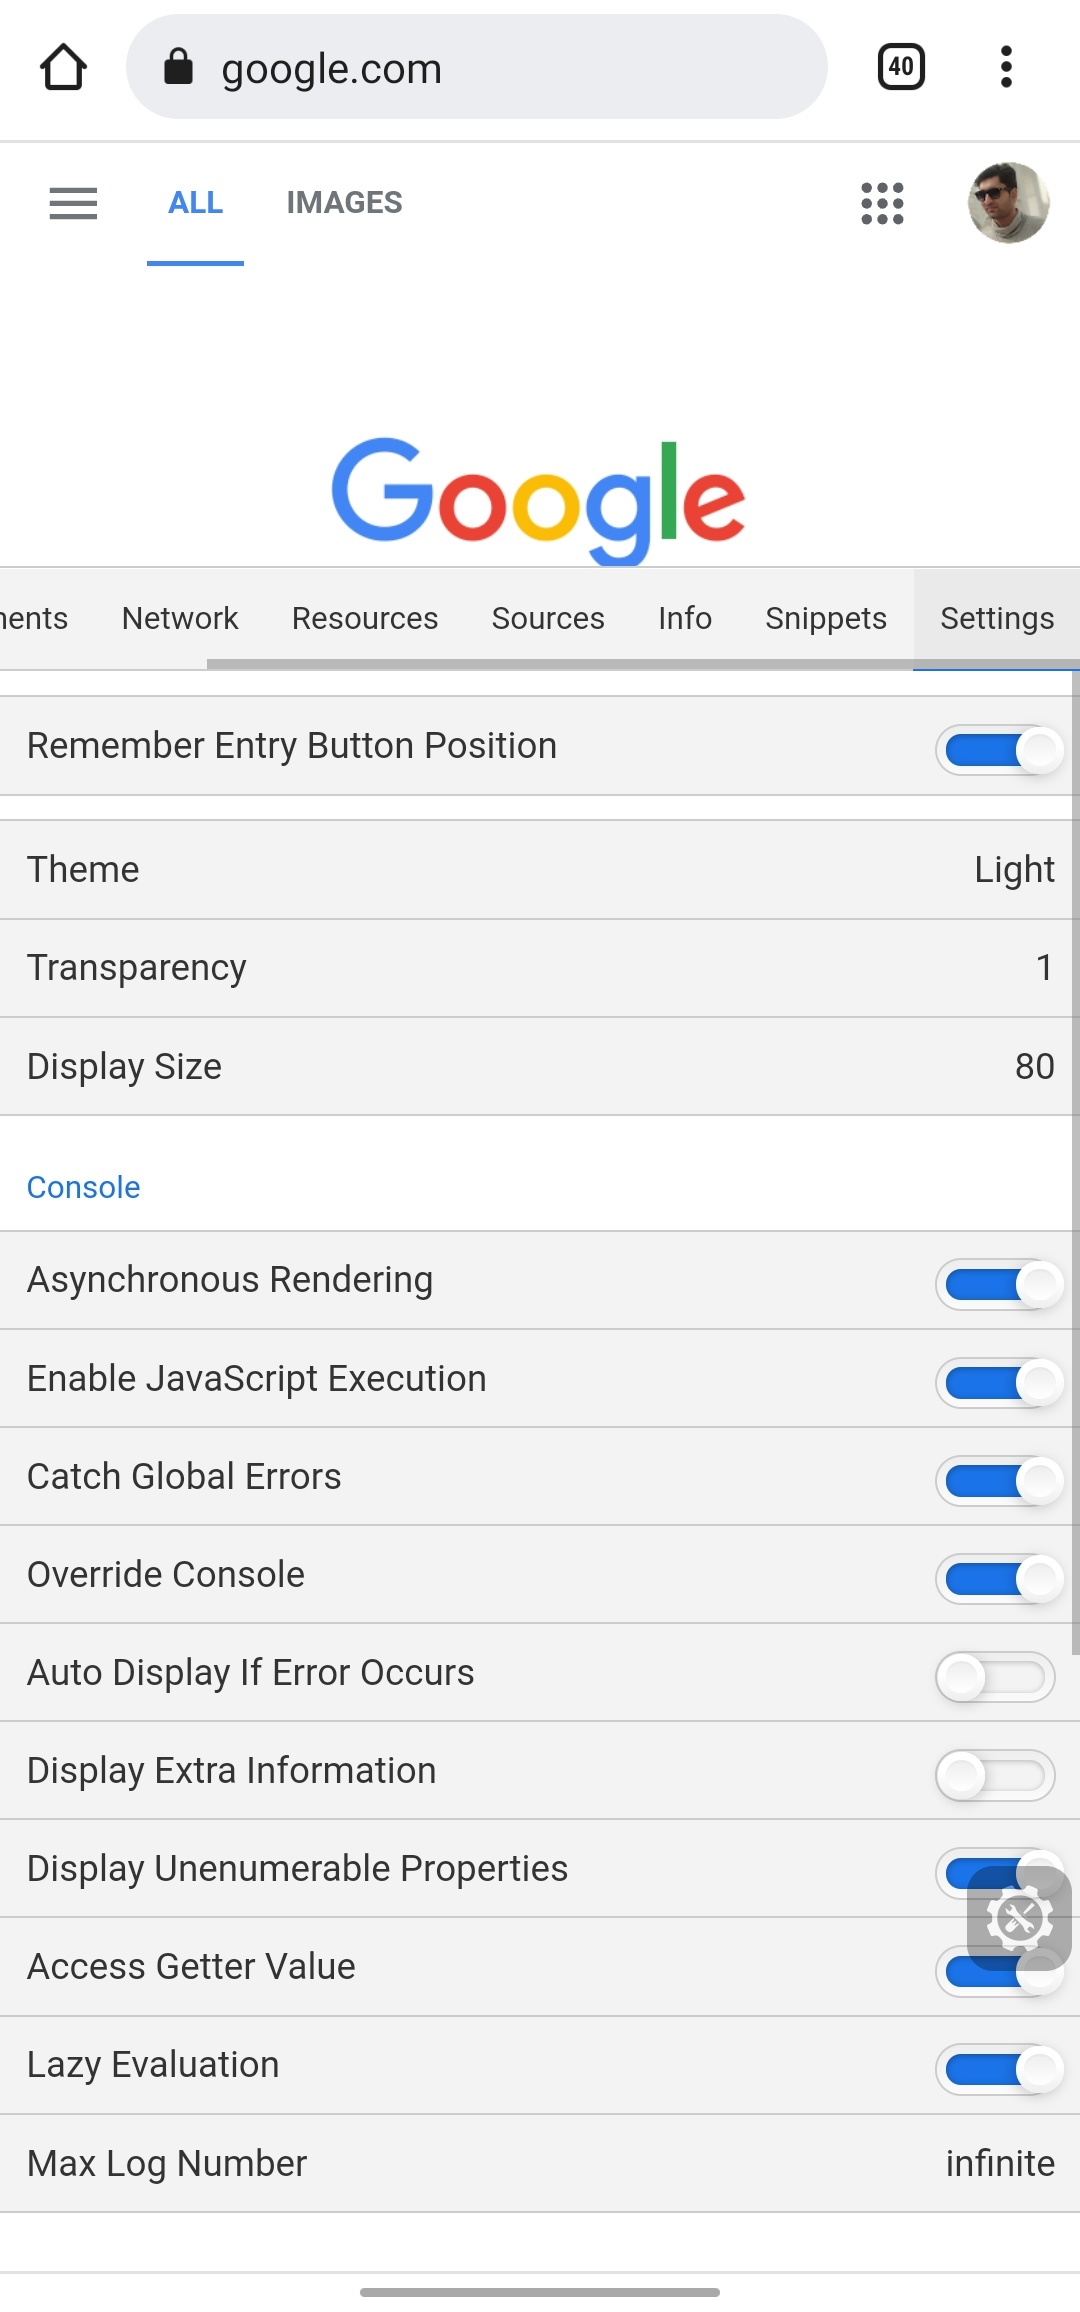 google.com
40
ALL IMAGES
Google
nents Network Resources Sources Info Snippets Settings
Remember Entry Button Position
Theme Light
Transparency 1
Display Size 80
Console
Asynchronous Rendering
Enable JavaScript Execution
Catch Global Errors
Override Console
Auto Display If Error Occurs
Display Extra Information
Display Unenumerable Properties
Access Getter Value
Lazy Evaluation
Max Log Number infinite